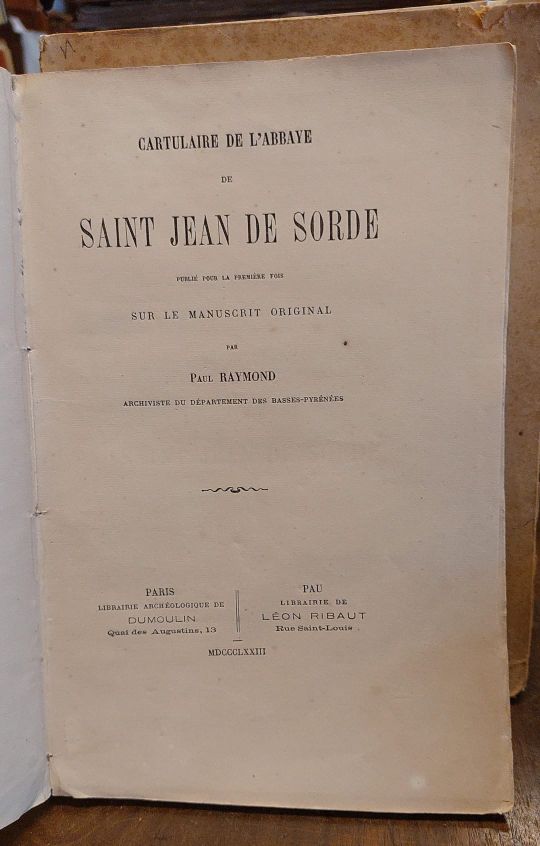 CARTULAIRE DE L'ABBAYE
DE
SAINT JEAN DE SORDE
PUBLIÉ POUR LA PREMIÈRE FOIS
SUR LE MANUSCRIT ORIGINAL
PAR
PAUL RAYMOND
ARCHIVISTE DU DÉPARTEMENT DES BASSES-PYRÉNÉES
PARIS
LIBRAIRIE ARCHÉOLOGIQUE DE
DUMOULIN
Quai des Augustins, 13
PAU
LIBRAIRIE DE
LÉON RIBAUT
Rue Saint-Louis
MDCCCLXXIII